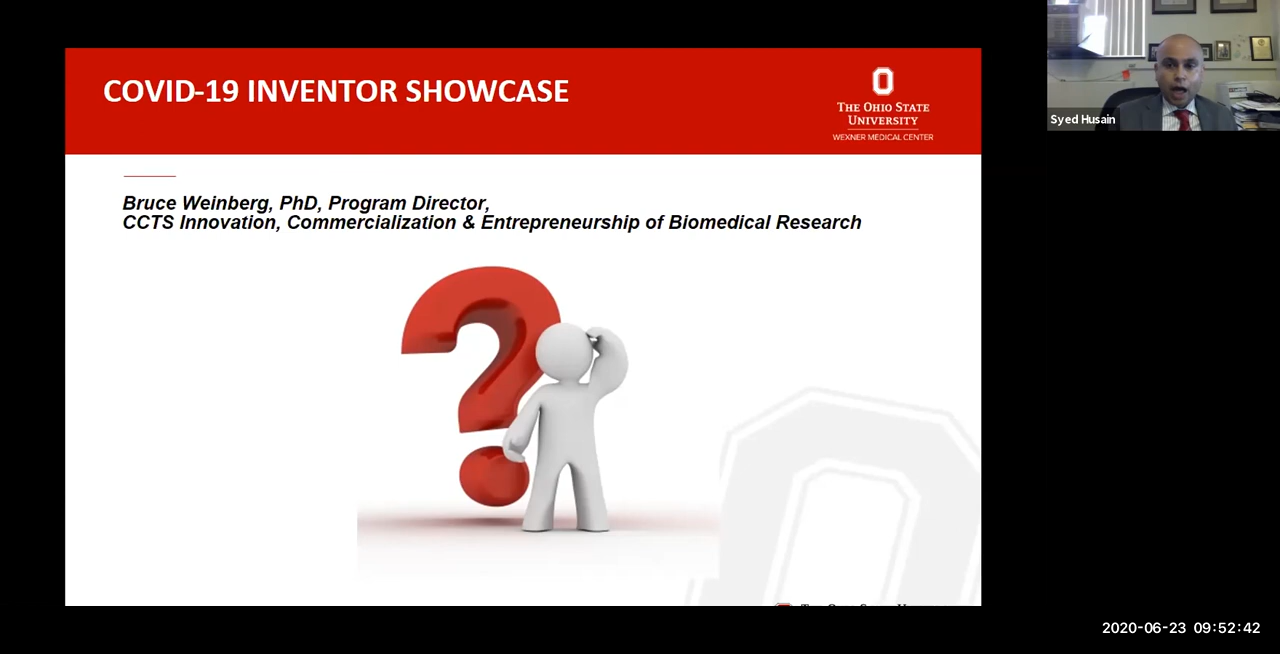 COVID-19 INVENTOR SHOWCASE
THE OHIO STATE
UNIVERSITY
WEXNER MEDICAL CENTER
Syed Husain
Bruce Weinberg, PhD, Program Director,
CCTS Innovation, Commercialization & Entrepreneurship of Biomedical Research
2020-06-23 09:52:42